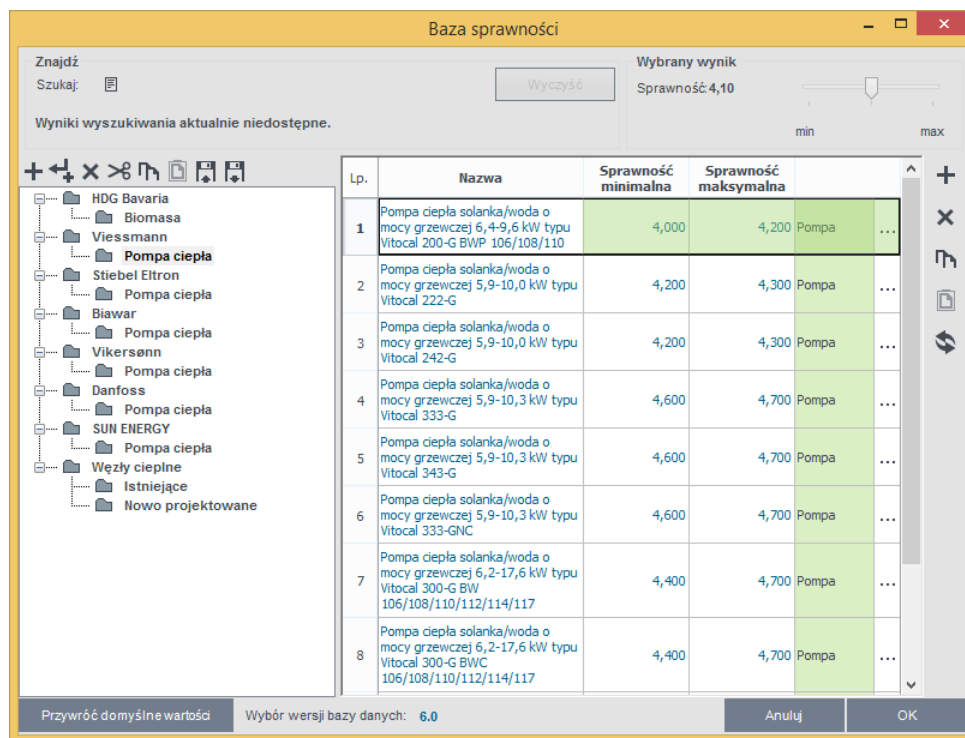 Baza sprawności
Znajdź
Szukaj:
Wyczyść
Wyniki wyszukiwania aktualnie niedostępne.
Wybrany wynik
Sprawność:4,10
min
max
HDG Bavaria
Biomasa
Viessmann
Pompa ciepła
Stiebel Eltron
Pompa ciepła
Biawar
Pompa ciepła
Vikersønn
Pompa ciepła
Danfoss
Pompa ciepła
SUN ENERGY
Pompa ciepła
Węzły cieplne
Istniejące
Nowo projektowane
Lp.
Nazwa
Sprawność
minimalna
Sprawność
maksymalna
1
Pompa ciepła solanka/woda o
mocy grzewczej 6,4-9,6 kW typu
Vitocal 200-G BWP 106/108/110
4,000
4,200 Pompa
...
2
Pompa ciepła solanka/woda o
mocy grzewczej 5,9-10,0 kW typu
Vitocal 222-G
4,200
4,300 Pompa
...
3
Pompa ciepła solanka/woda o
mocy grzewczej 5,9-10,0 kW typu
Vitocal 242-G
4,200
4,300 Pompa
...
4
Pompa ciepła solanka/woda o
mocy grzewczej 5,9-10,3 kW typu
Vitocal 333-G
4,600
4,700 Pompa
...
5
Pompa ciepła solanka/woda o
mocy grzewczej 5,9-10,3 kW typu
Vitocal 343-G
4,600
4,700 Pompa
...
6
Pompa ciepła solanka/woda o
mocy grzewczej 5,9-10,3 kW typu
Vitocal 333-GNC
4,600
4,700 Pompa
...
7
Pompa ciepła solanka/woda o
mocy grzewczej 6,2-17,6 kW typu
Vitocal 300-G BW
106/108/110/112/114/117
4,400
4,700 Pompa
...
8
Pompa ciepła solanka/woda o
mocy grzewczej 6,2-17,6 kW typu
Vitocal 300-G BWC
106/108/110/112/114/117
4,400
4,700 Pompa
...
Przywróć domyślne wartości
Wybór wersji bazy danych: 6.0
Anuluj
OK